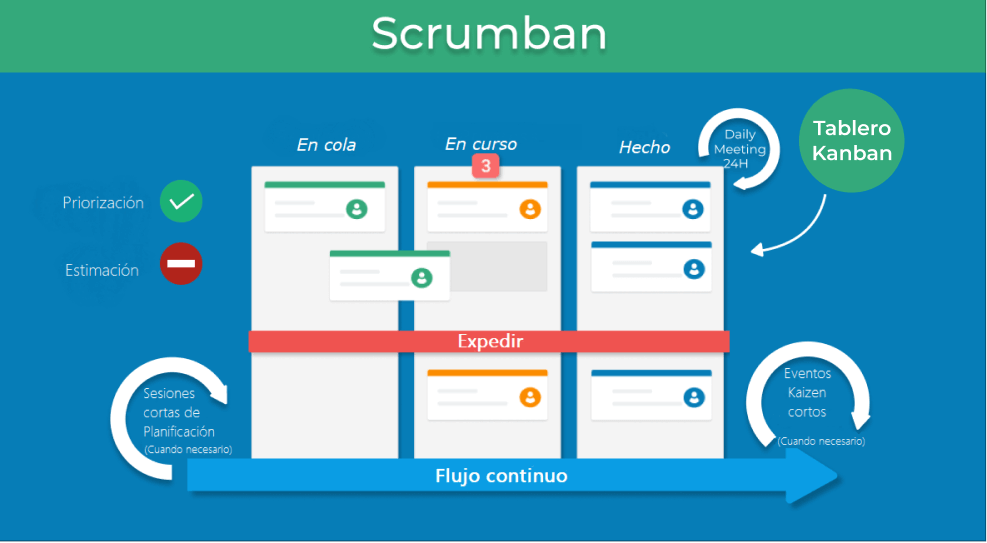 Scrumban
En cola
En curso
Hecho
3
Daily
Meeting
24H
Tablero
Kanban
Priorización
Estimación
Expedir
Sesiones
cortas de
Planificación
(Cuando necesario)
Eventos
Kaizen
cortos
(Cuando necesario)
Flujo continuo